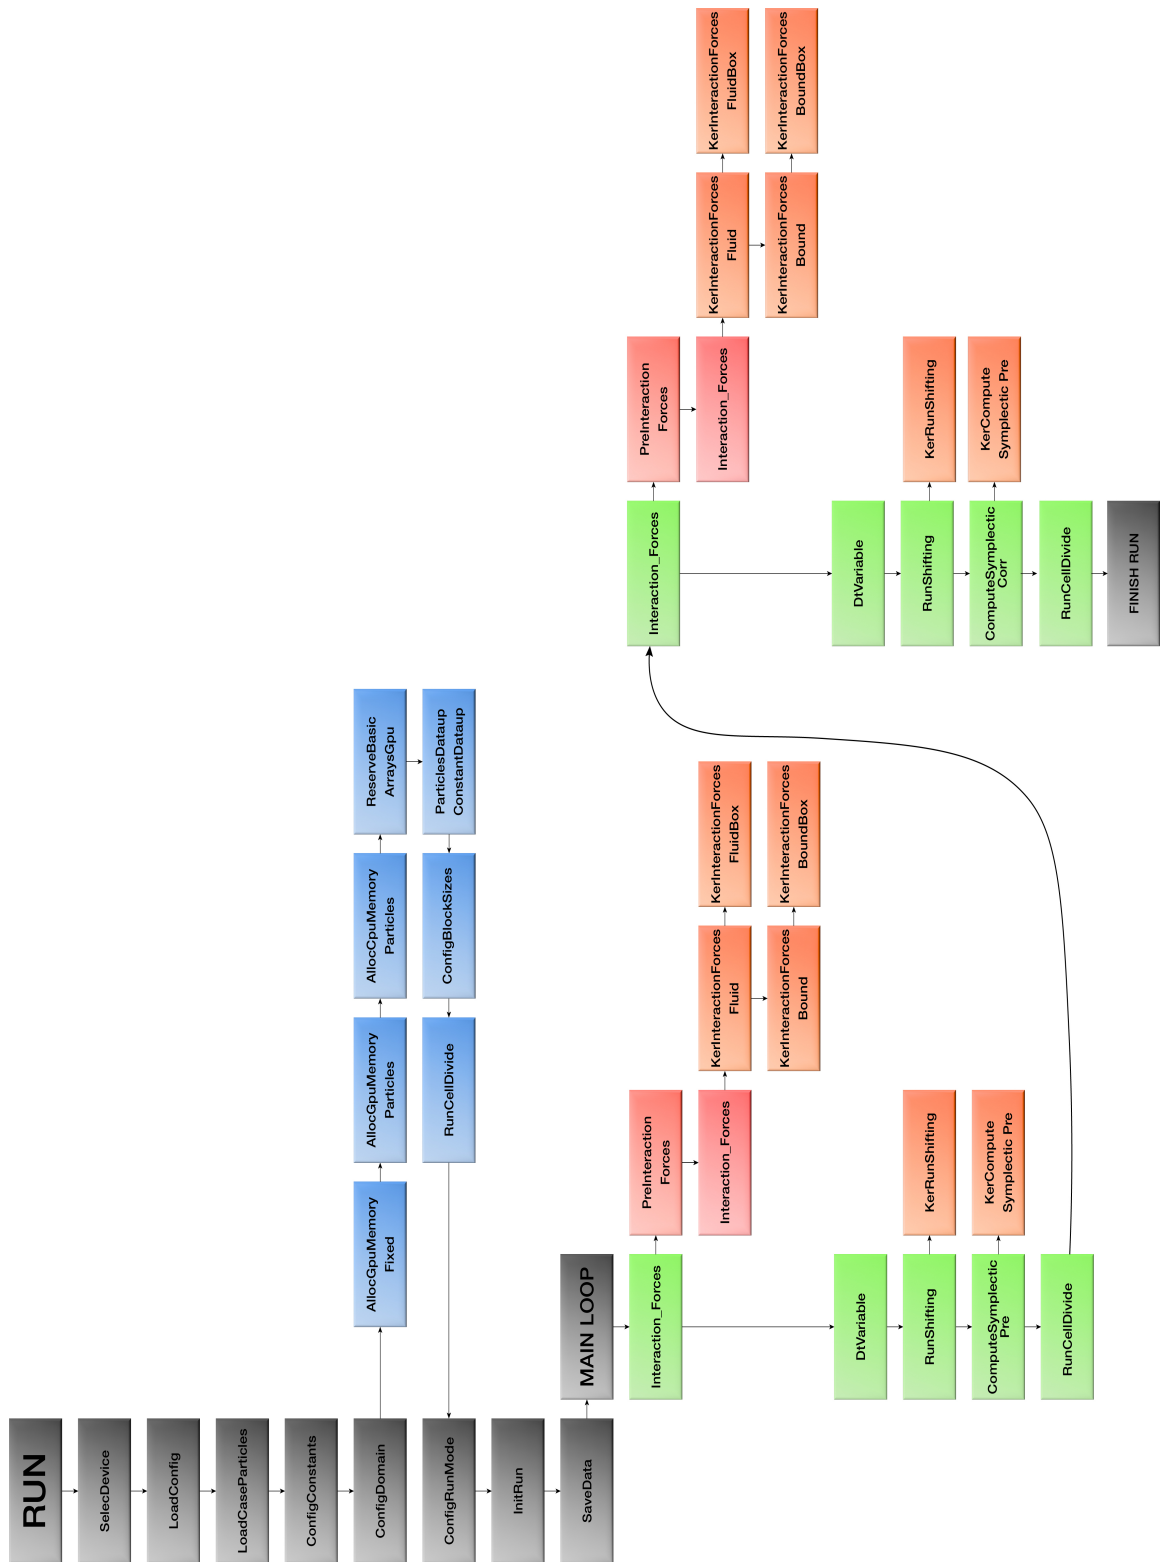 RUN
SelecDevice
LoadConfig
LoadCaseParticles
ConfigConstants
ConfigDomain
AllocGpuMemory
Fixed
AllocGpuMemory
Particles
AllocCpuMemory
Particles
ReserveBasic
ArraysGpu
ParticlesDataup
ConstantDataup
ConfigBlockSizes
RunCellDivide
ConfigRunMode
InitRun
SaveData
MAIN LOOP
Interaction_Forces
PreInteraction
Forces
Interaction_Forces
KerInteractionForces
Fluid
KerInteractionForces
FluidBox
KerInteractionForces
Bound
KerInteractionForces
BoundBox
DtVariable
RunShifting
KerRunShifting
ComputeSymplectic
Pre
KerCompute
Symplectic Pre
RunCellDivide
Interaction_Forces
PreInteraction
Forces
Interaction_Forces
KerInteractionForces
Fluid
KerInteractionForces
FluidBox
KerInteractionForces
Bound
KerInteractionForces
BoundBox
DtVariable
RunShifting
KerRunShifting
ComputeSymplectic
Corr
KerCompute
Symplectic Pre
RunCellDivide
FINISH RUN